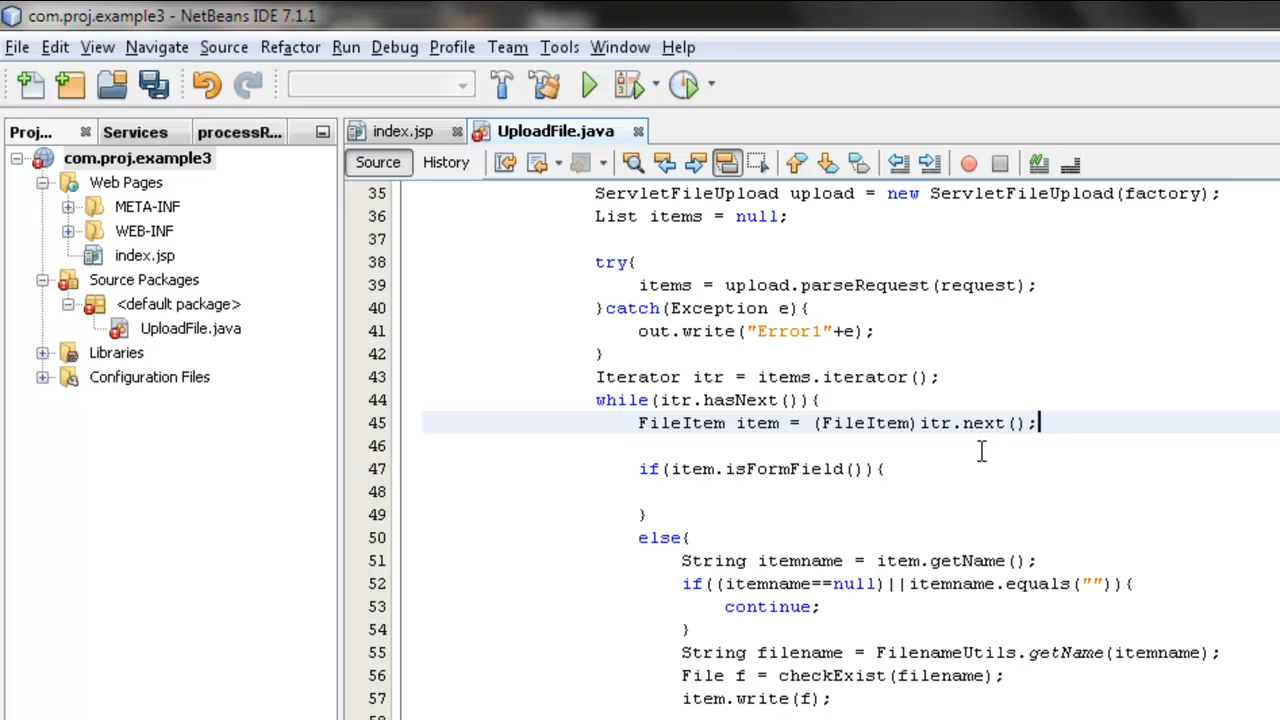 com.proj.example3 - NetBeans IDE 7.1.1
File Edit View Navigate Source Refactor Run Debug Profile Team Tools Window Help
Proj... Services processR... index.jsp UploadFile.java
com.proj.example3
Source History
Web Pages
META-INF
WEB-INF
index.jsp
Source Packages
<default package>
UploadFile.java
Libraries
Configuration Files
35 ServletFileUpload upload = new ServletFileUpload(factory);
36 List items = null;
37
38 try{
39 items = upload.parseRequest(request);
40 }catch(Exception e){
41 out.write("Error1"+e);
42 }
43 Iterator itr = items.iterator();
44 while(itr.hasNext()){
45 FileItem item = (FileItem)itr.next();
46
47 if(item.isFormField()){
48
49 }
50 else{
51 String itemname = item.getName();
52 if((itemname==null)||itemname.equals("")){
53 continue;
54 }
55 String filename = FilenameUtils.getName(itemname);
56 File f = checkExist(filename);
57 item.write(f);